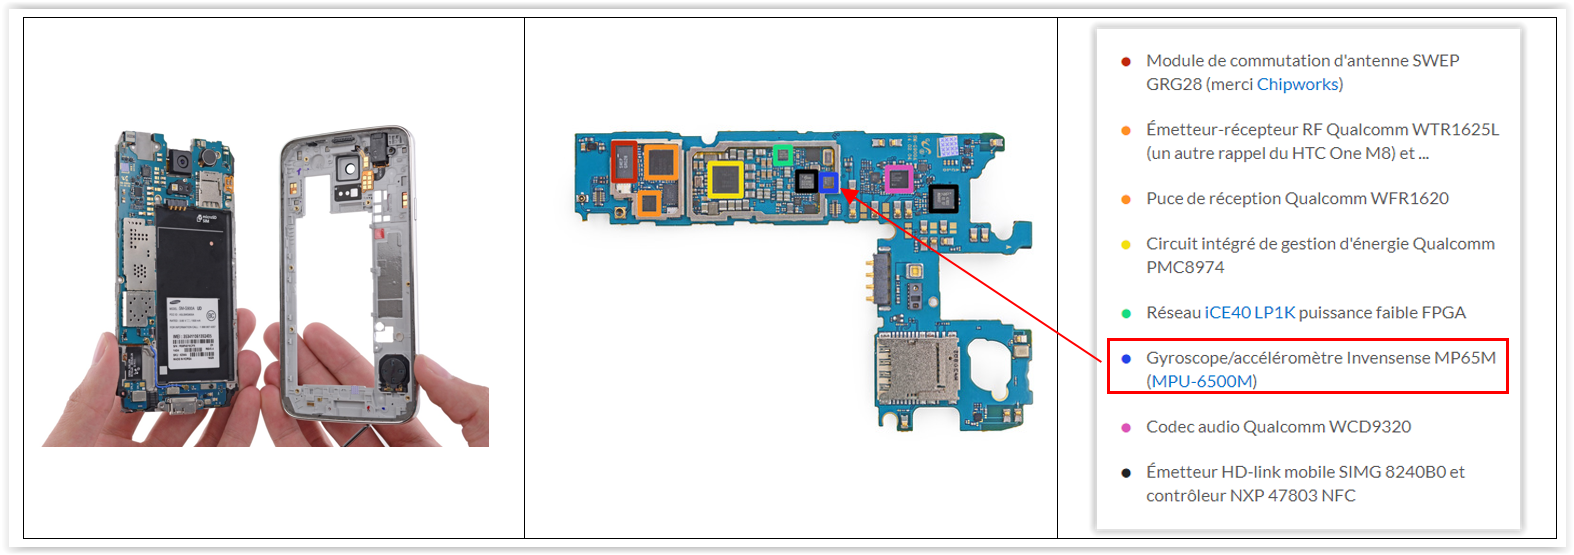 Module de commutation d'antenne SWEP
GRG28 (merci Chipworks)
Émetteur-récepteur RF Qualcomm WTR1625L
(un autre rappel du HTC One M8) et ...
Puce de réception Qualcomm WFR1620
Circuit intégré de gestion d'énergie Qualcomm
PMC8974
Réseau iCE40 LP1K puissance faible FPGA
Gyroscope/accéléromètre Invensense MP65M
(MPU-6500M)
Codec audio Qualcomm WCD9320
Émetteur HD-link mobile SIMG 8240B0 et
contrôleur NXP 47803 NFC